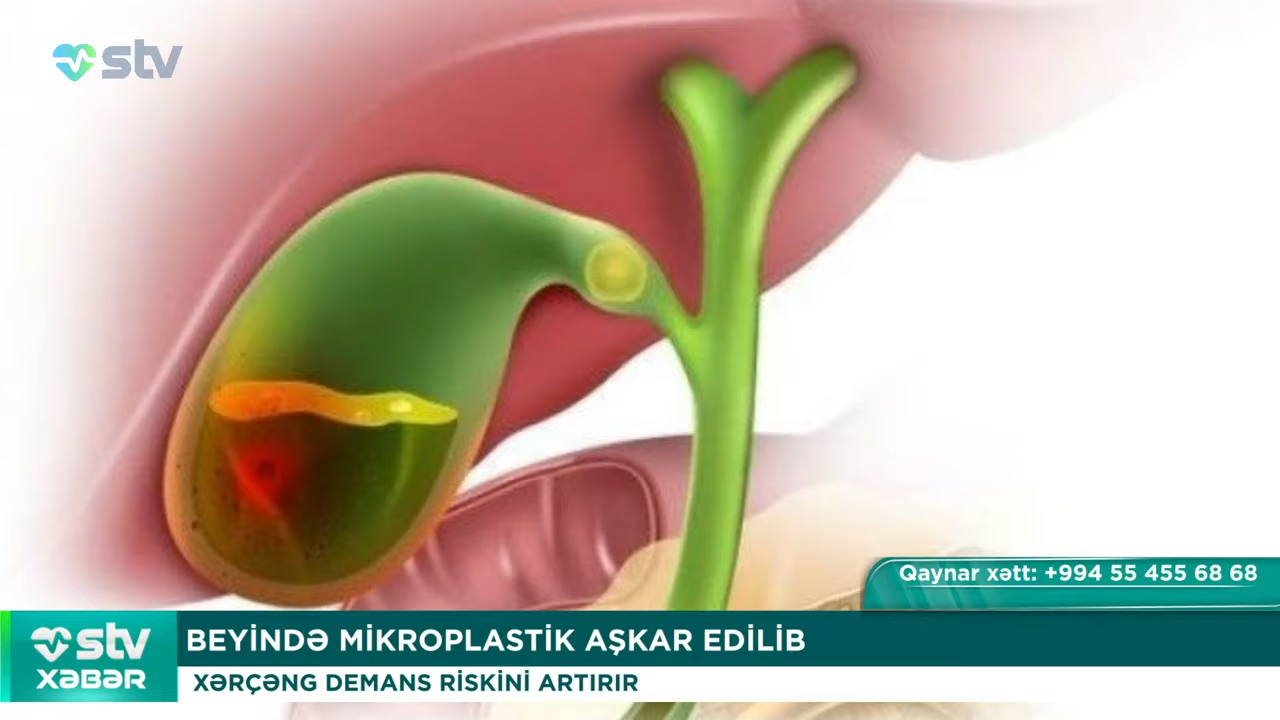 stv
Qaynar xətt: +994 55 455 68 68
stv
XƏBƏR
BEYİNDƏ MİKROPLASTİK AŞKAR EDİLİB
XƏRÇƏNG DEMANS RİSKİNİ ARTIRIR